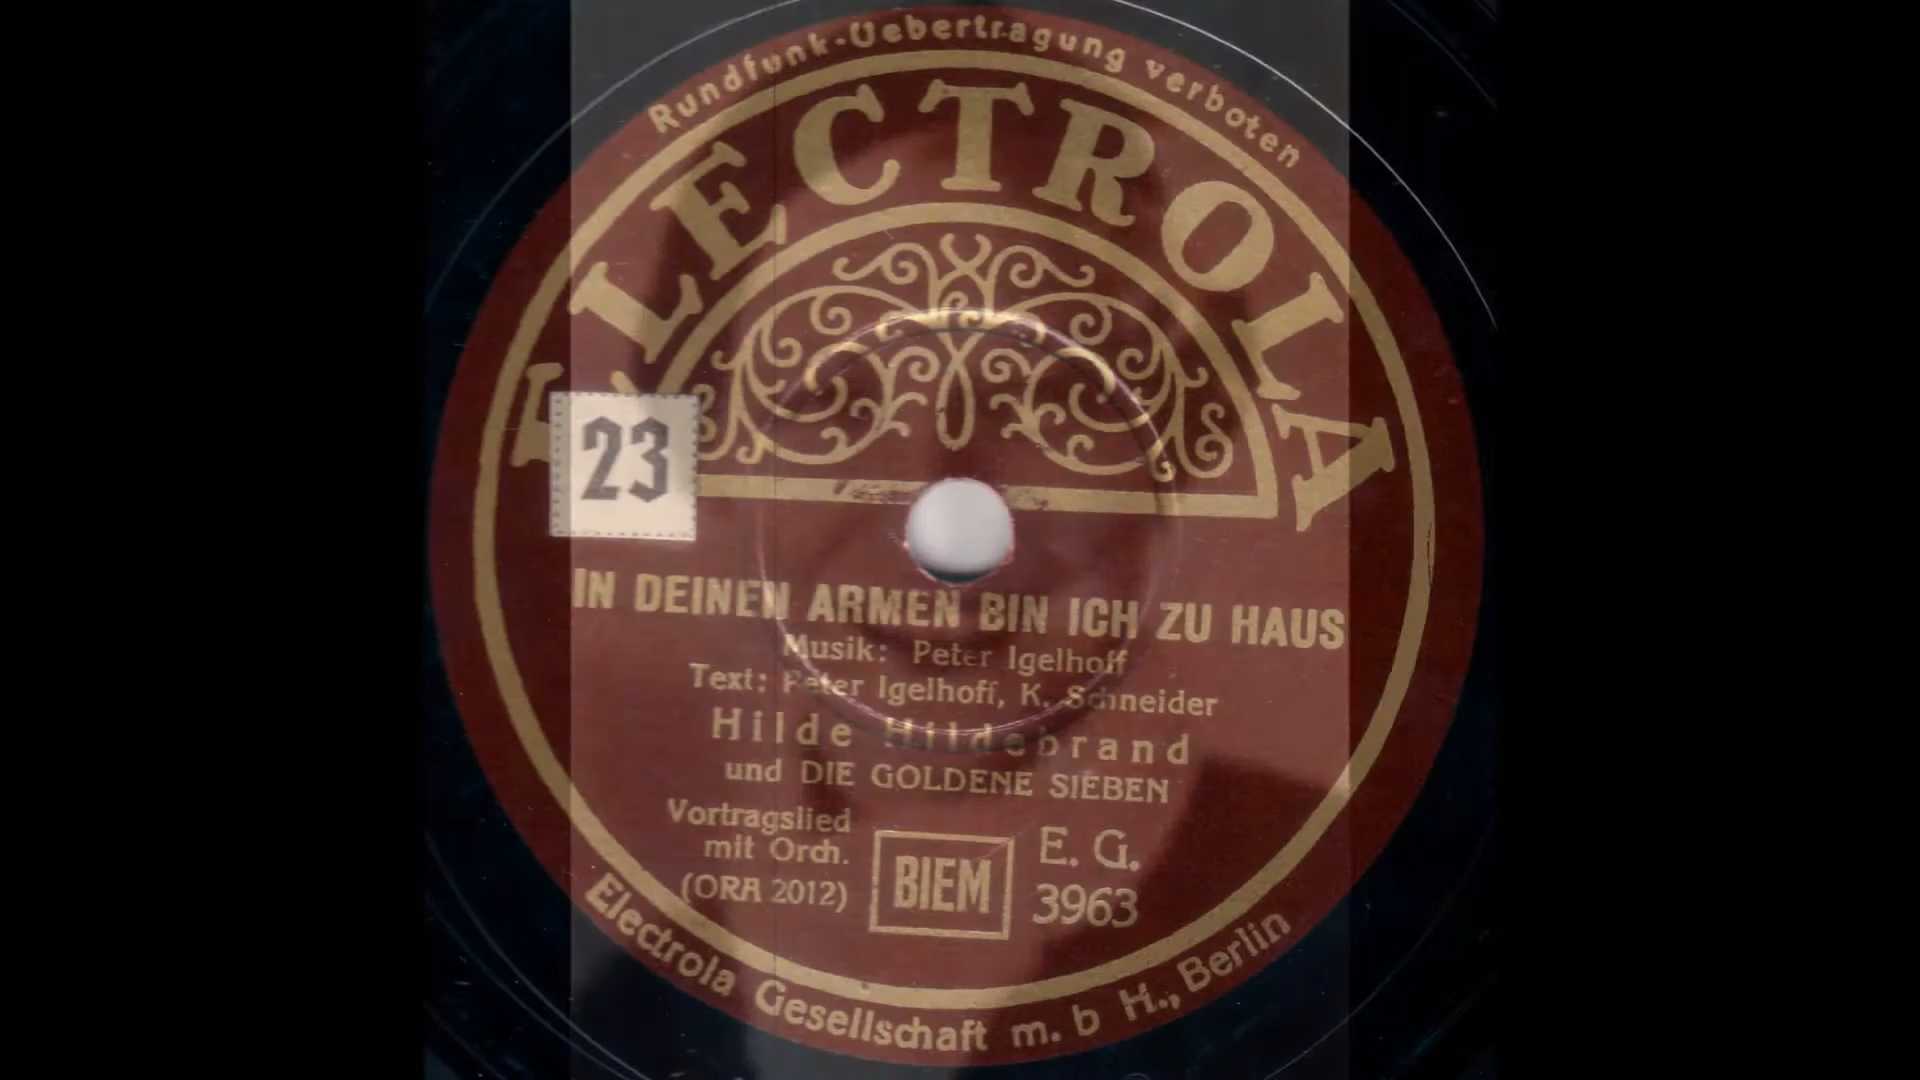 Rundfunk-Uebertragung verboten
ELECTROLA
23
IN DEINEN ARMEN BIN ICH ZU HAUS
Musik: Peter Igelhoff
Text: Peter Igelhoff, K. Schneider
Hilde Hildebrand
und DIE GOLDENE SIEBEN
Vortragslied
mit Orch.
(ORA 2012)
BIEM
E. G.
3963
Electrola Gesellschaft m. b H., Berlin